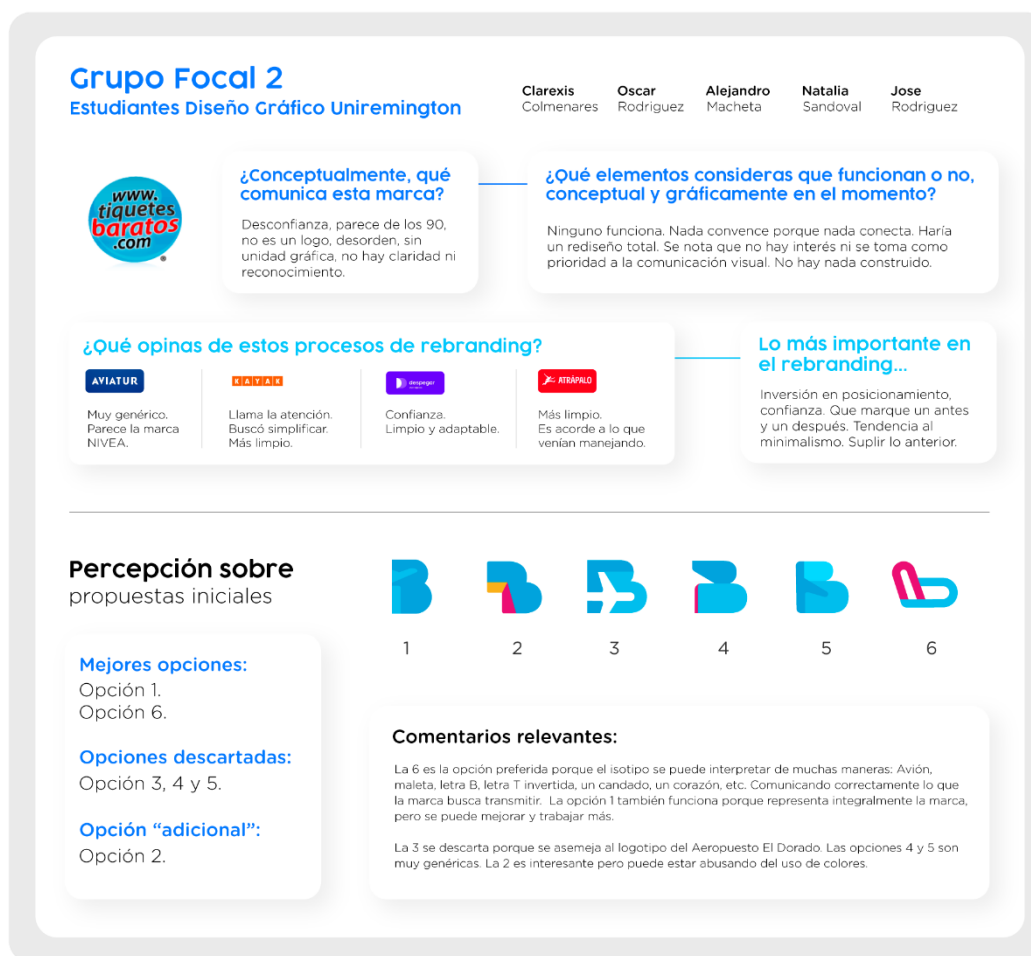 Grupo Focal 2
Estudiantes Diseño Gráfico Uniremington
Clarexis
Colmenares
Oscar
Rodriguez
Alejandro
Macheta
Natalia
Sandoval
Jose
Rodriguez
www.
tiquetes
baratos
.com
®
¿Conceptualmente, qué
comunica esta marca?
Desconfianza, parece de los 90,
no es un logo, desorden, sin
unidad gráfica, no hay claridad ni
reconocimiento.
¿Qué elementos consideras que funcionan o no,
conceptual y gráficamente en el momento?
Ninguno funciona. Nada convence porque nada conecta. Haría
un rediseño total. Se nota que no hay interés ni se toma como
prioridad a la comunicación visual. No hay nada construido.
¿Qué opinas de estos procesos de rebranding?
AVIATUR
Muy genérico.
Parece la marca
NIVEA.
KAYAK
Llama la atención.
Buscó simplificar.
Más limpio.
despegar
Confianza.
Limpio y adaptable.
ATRÁPALO
Más limpio.
Es acorde a lo que
venían manejando.
Lo más importante en
el rebranding...
Inversión en posicionamiento,
confianza. Que marque un antes
y un después. Tendencia al
minimalismo. Suplir lo anterior.
Percepción sobre
propuestas iniciales
1
2
3
4
5
6
Mejores opciones:
Opción 1.
Opción 6.
Opciones descartadas:
Opción 3, 4 y 5.
Opción “adicional”:
Opción 2.
Comentarios relevantes:
La 6 es la opción preferida porque el isotipo se puede interpretar de muchas maneras: Avión,
maleta, letra B, letra T invertida, un candado, un corazón, etc. Comunicando correctamente lo que
la marca busca transmitir. La opción 1 también funciona porque representa integralmente la marca,
pero se puede mejorar y trabajar más.
La 3 se descarta porque se asemeja al logotipo del Aeropuesto El Dorado. Las opciones 4 y 5 son
muy genéricas. La 2 es interesante pero puede estar abusando del uso de colores.